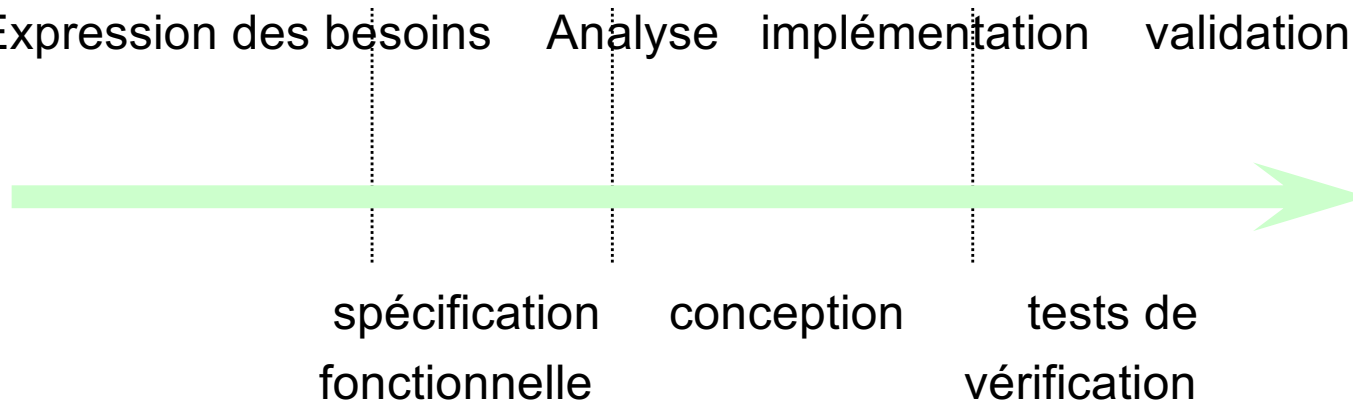 Expression des besoins Analyse implémentation validation
spécification conception tests de
fonctionnelle vérification